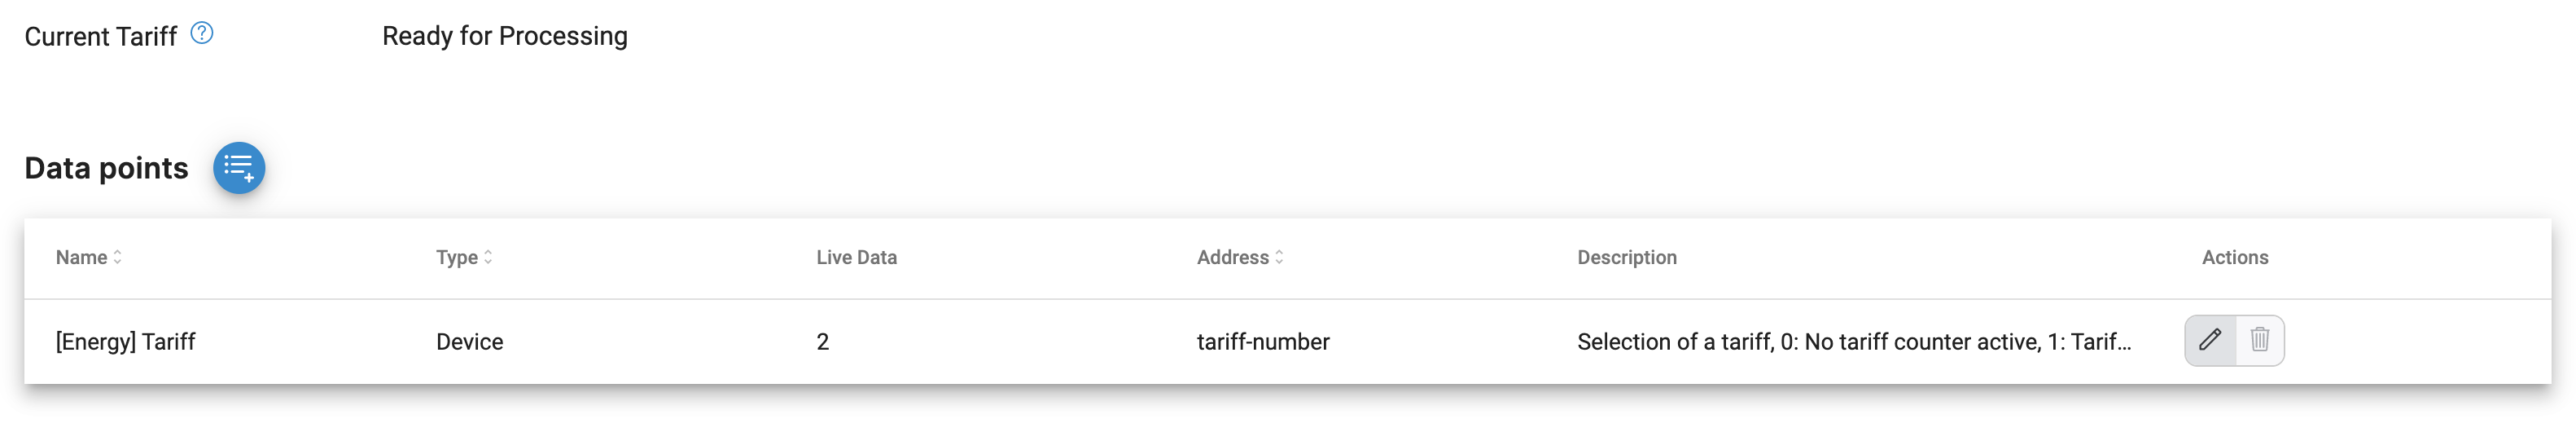 Current Tariff ? Ready for Processing
Data points
Name Type Live Data Address Description Actions
[Energy] Tariff Device 2 tariff-number Selection of a tariff, 0: No tariff counter active, 1: Tarif...